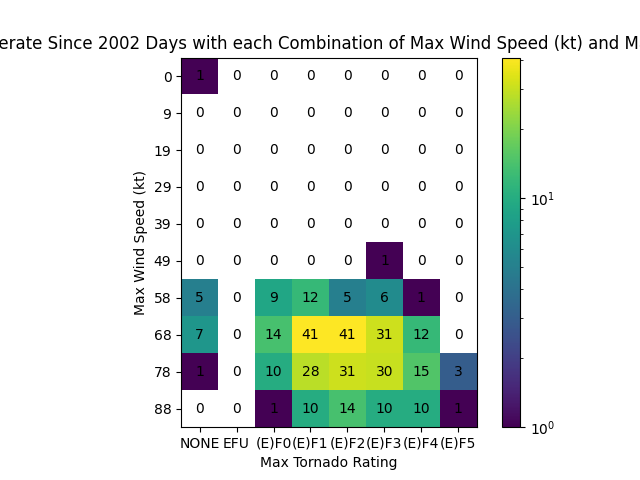 erate Since 2002 Days with each Combination of Max Wind Speed (kt) and M
0 1 0 0 0 0 0 0 0
9 0 0 0 0 0 0 0 0
19 0 0 0 0 0 0 0 0
29 0 0 0 0 0 0 0 0
39 0 0 0 0 0 0 0 0
49 0 0 0 0 0 1 0 0
58 5 0 9 12 5 6 1 0
68 7 0 14 41 41 31 12 0
78 1 0 10 28 31 30 15 3
88 0 0 1 10 14 10 10 1
NONE EFU (E)F0 (E)F1 (E)F2 (E)F3 (E)F4 (E)F5
Max Tornado Rating
Max Wind Speed (kt)
10¹
10⁰